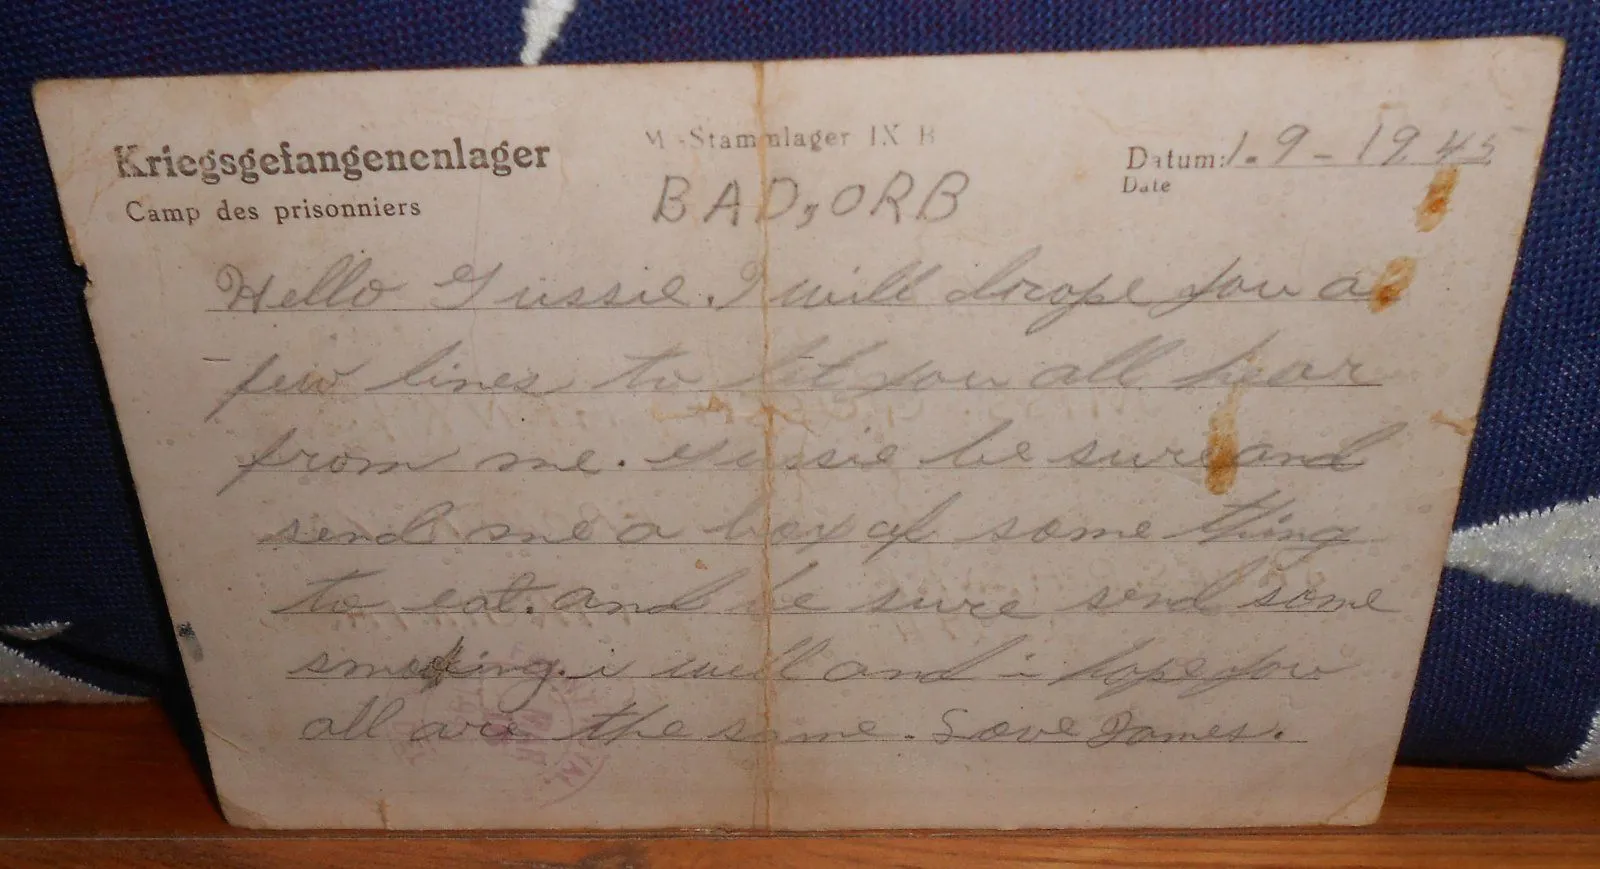 Kriegsgefangenenlager
Camp des prisonniers
M.-Stammlager IX B
BAD, ORB
Datum: 1. 9 - 1945
Date
Hello Gussie. I will drope you a
few lines to let you all hear
from me. Gussie be sure and
send me a box of some thing
to eat. and be sure send some
smoking. i well and i hope you
all are the same. Love James.